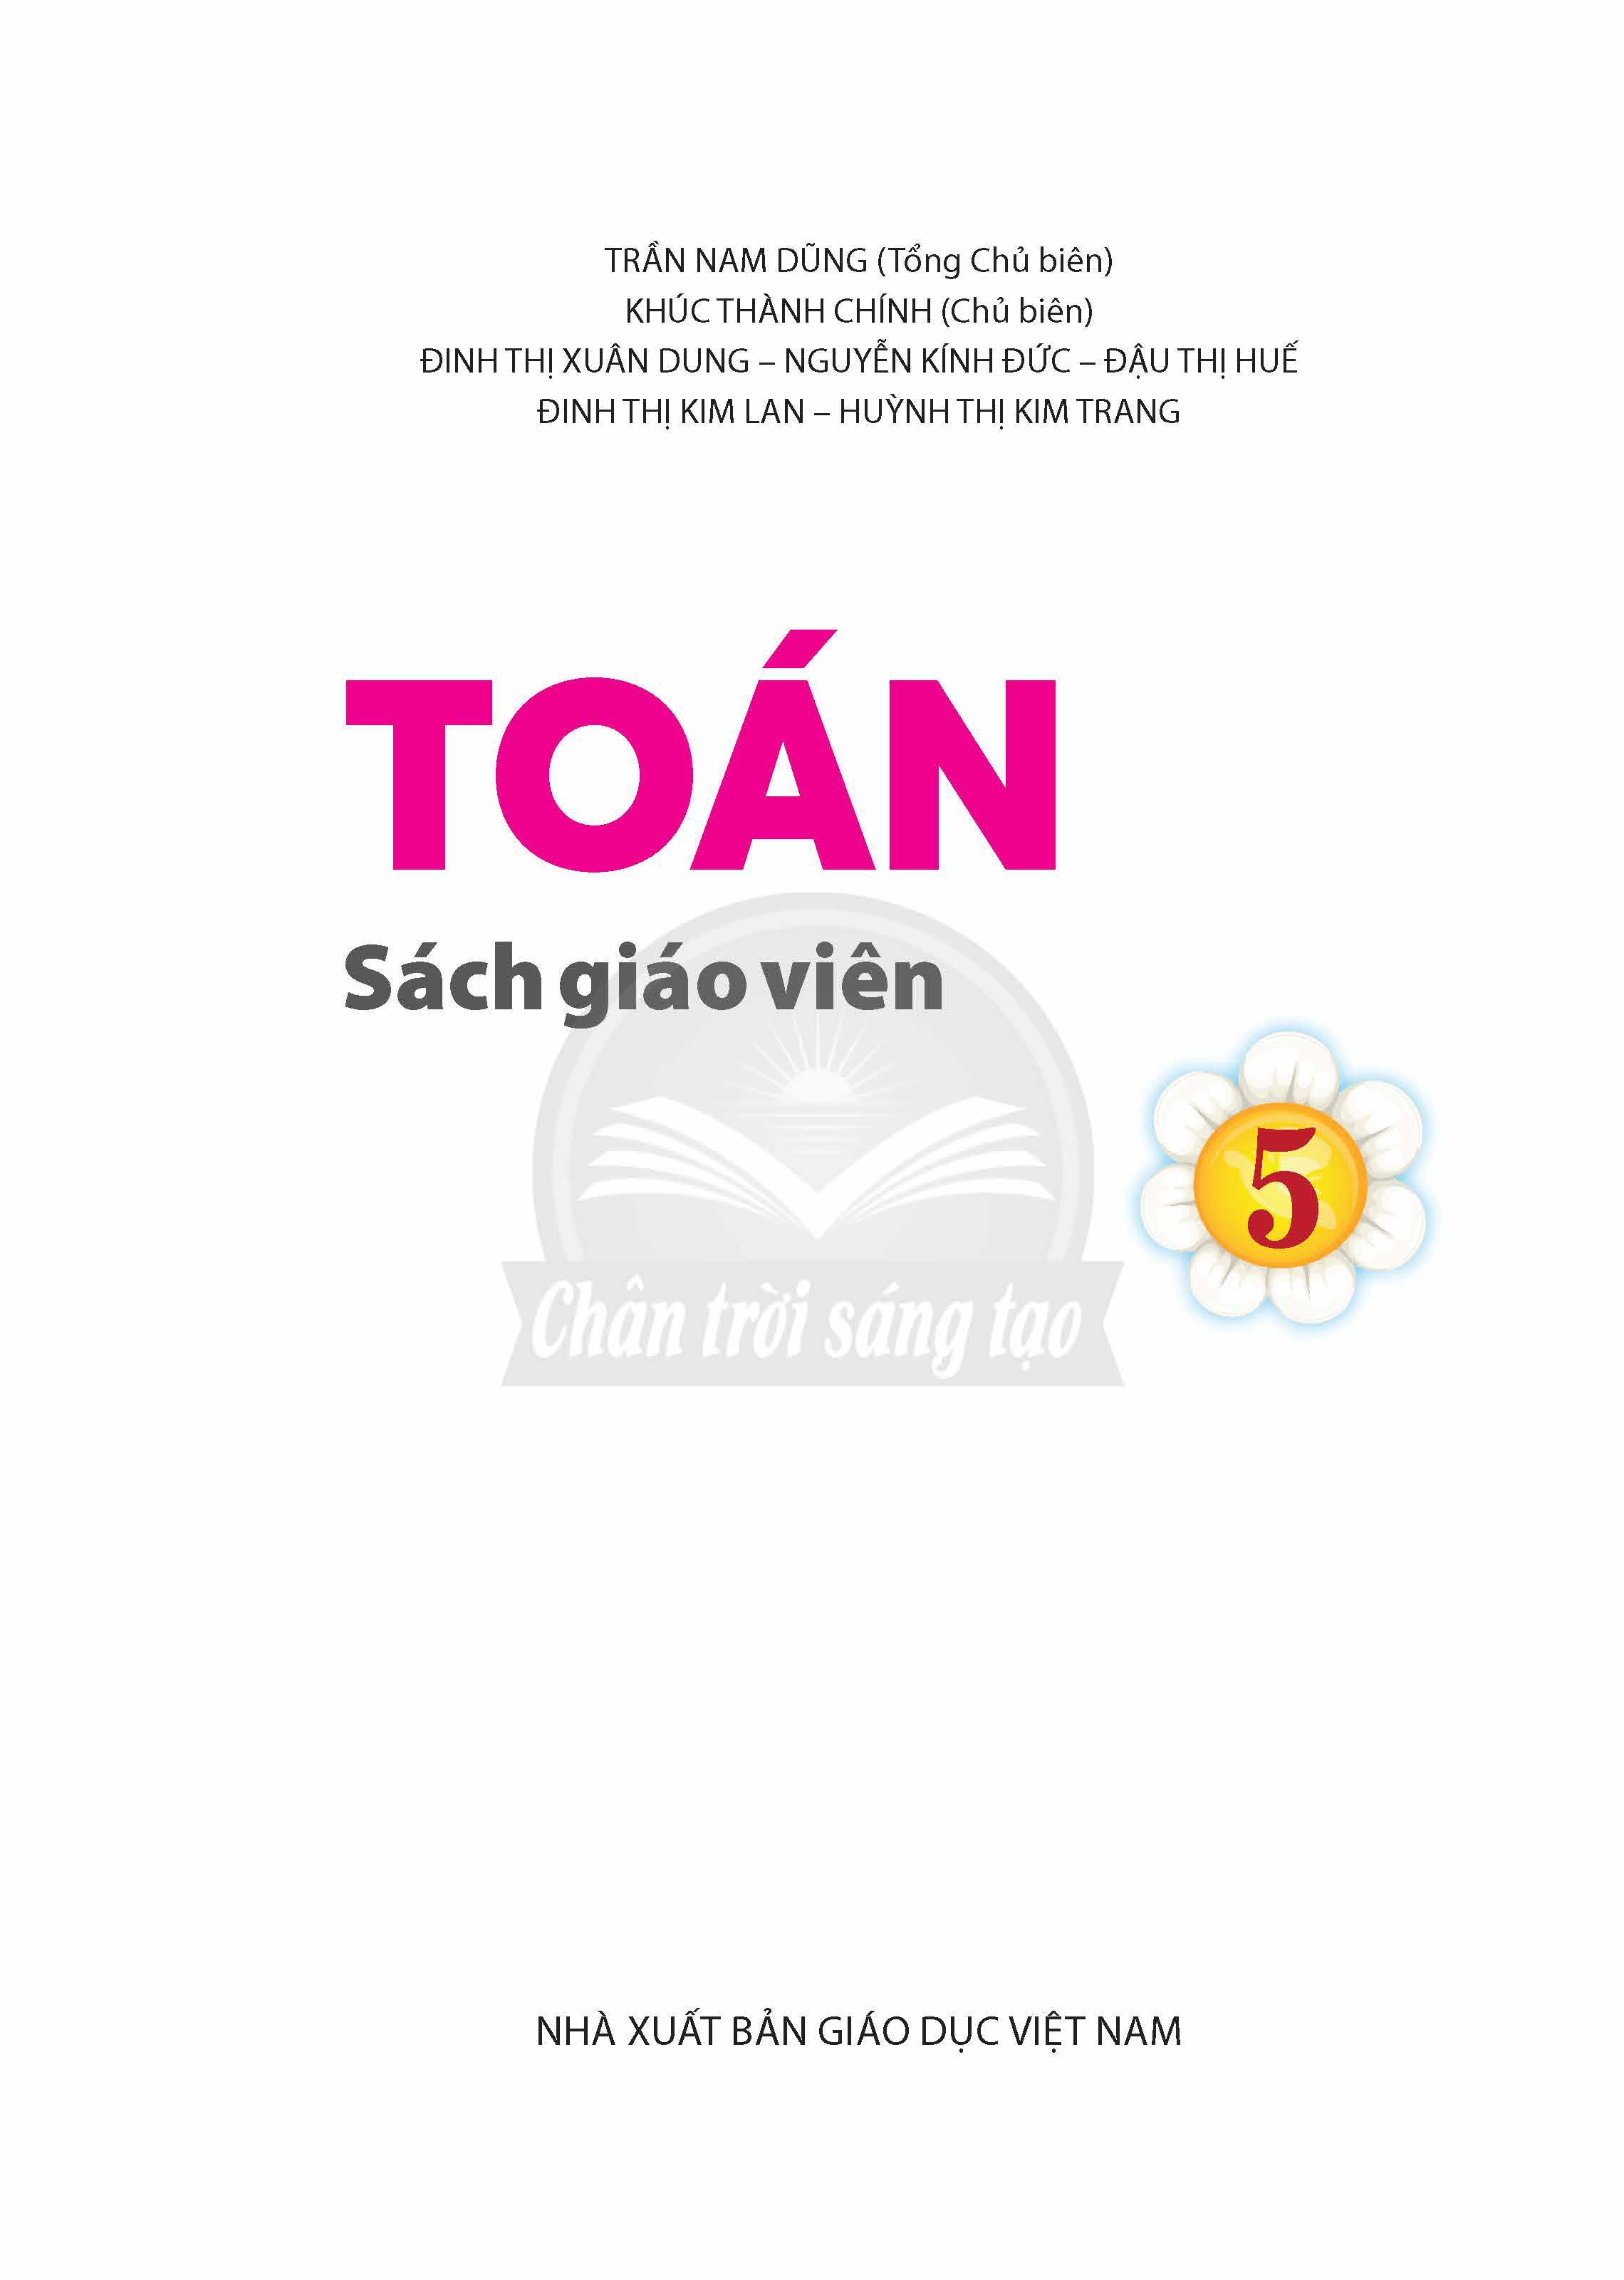 TRẦN NAM DŨNG (Tổng Chủ biên)
KHÚC THÀNH CHÍNH (Chủ biên)
ĐINH THỊ XUÂN DUNG – NGUYỄN KÍNH ĐỨC – ĐẬU THỊ HUẾ
ĐINH THỊ KIM LAN – HUỲNH THỊ KIM TRANG
TOÁN
Sách giáo viên
5
Chân trời sáng tạo
NHÀ XUẤT BẢN GIÁO DỤC VIỆT NAM